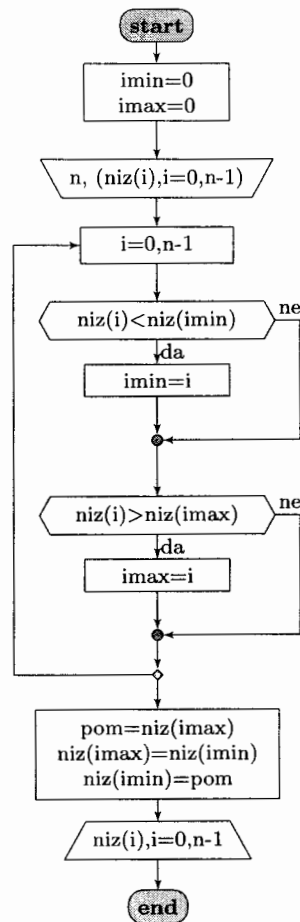 start
imin=0
imax=0
n, (niz(i),i=0,n-1)
i=0,n-1
niz(i)<niz(imin)
ne
da
imin=i
niz(i)>niz(imax)
ne
da
imax=i
pom=niz(imax)
niz(imax)=niz(imin)
niz(imin)=pom
niz(i),i=0,n-1
end